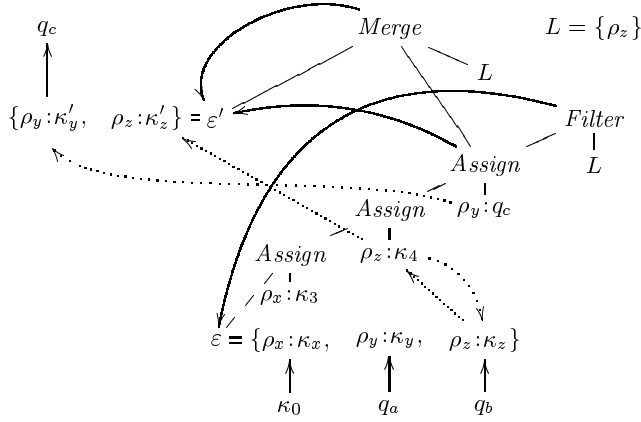 q_c Merge L = {ρ_z}
L
{ρ_y:κ′_y, ρ_z:κ′_z} = ε′ Filter
Assign L
Assign ρ_y:q_c
Assign ρ_z:κ_4
ρ_x:κ_3
ε = {ρ_x:κ_x, ρ_y:κ_y, ρ_z:κ_z}
κ_0 q_a q_b